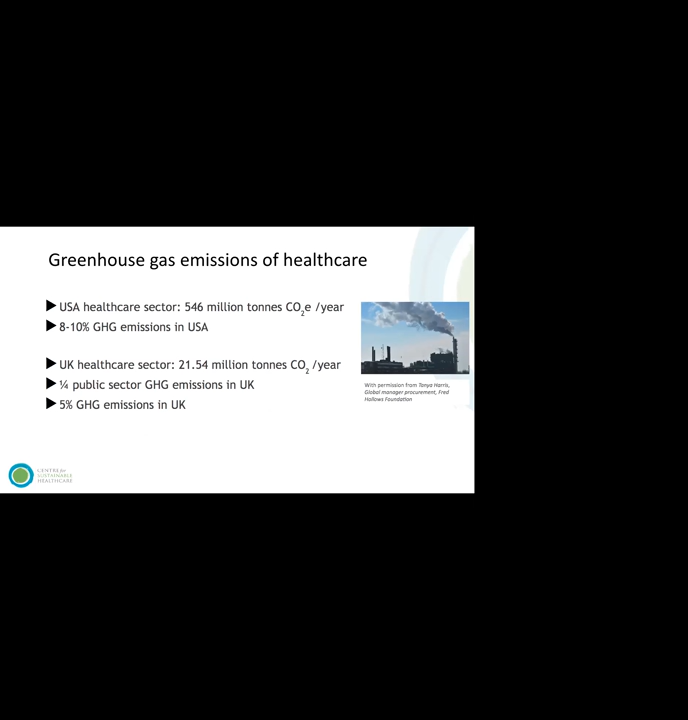 Greenhouse gas emissions of healthcare
▶ USA healthcare sector: 546 million tonnes CO₂e /year
▶ 8-10% GHG emissions in USA
▶ UK healthcare sector: 21.54 million tonnes CO₂ /year
▶ ¼ public sector GHG emissions in UK
▶ 5% GHG emissions in UK
With permission from Tanya Harris,
Global manager procurement, Fred
Hollows Foundation
CENTRE for
SUSTAINABLE
HEALTHCARE